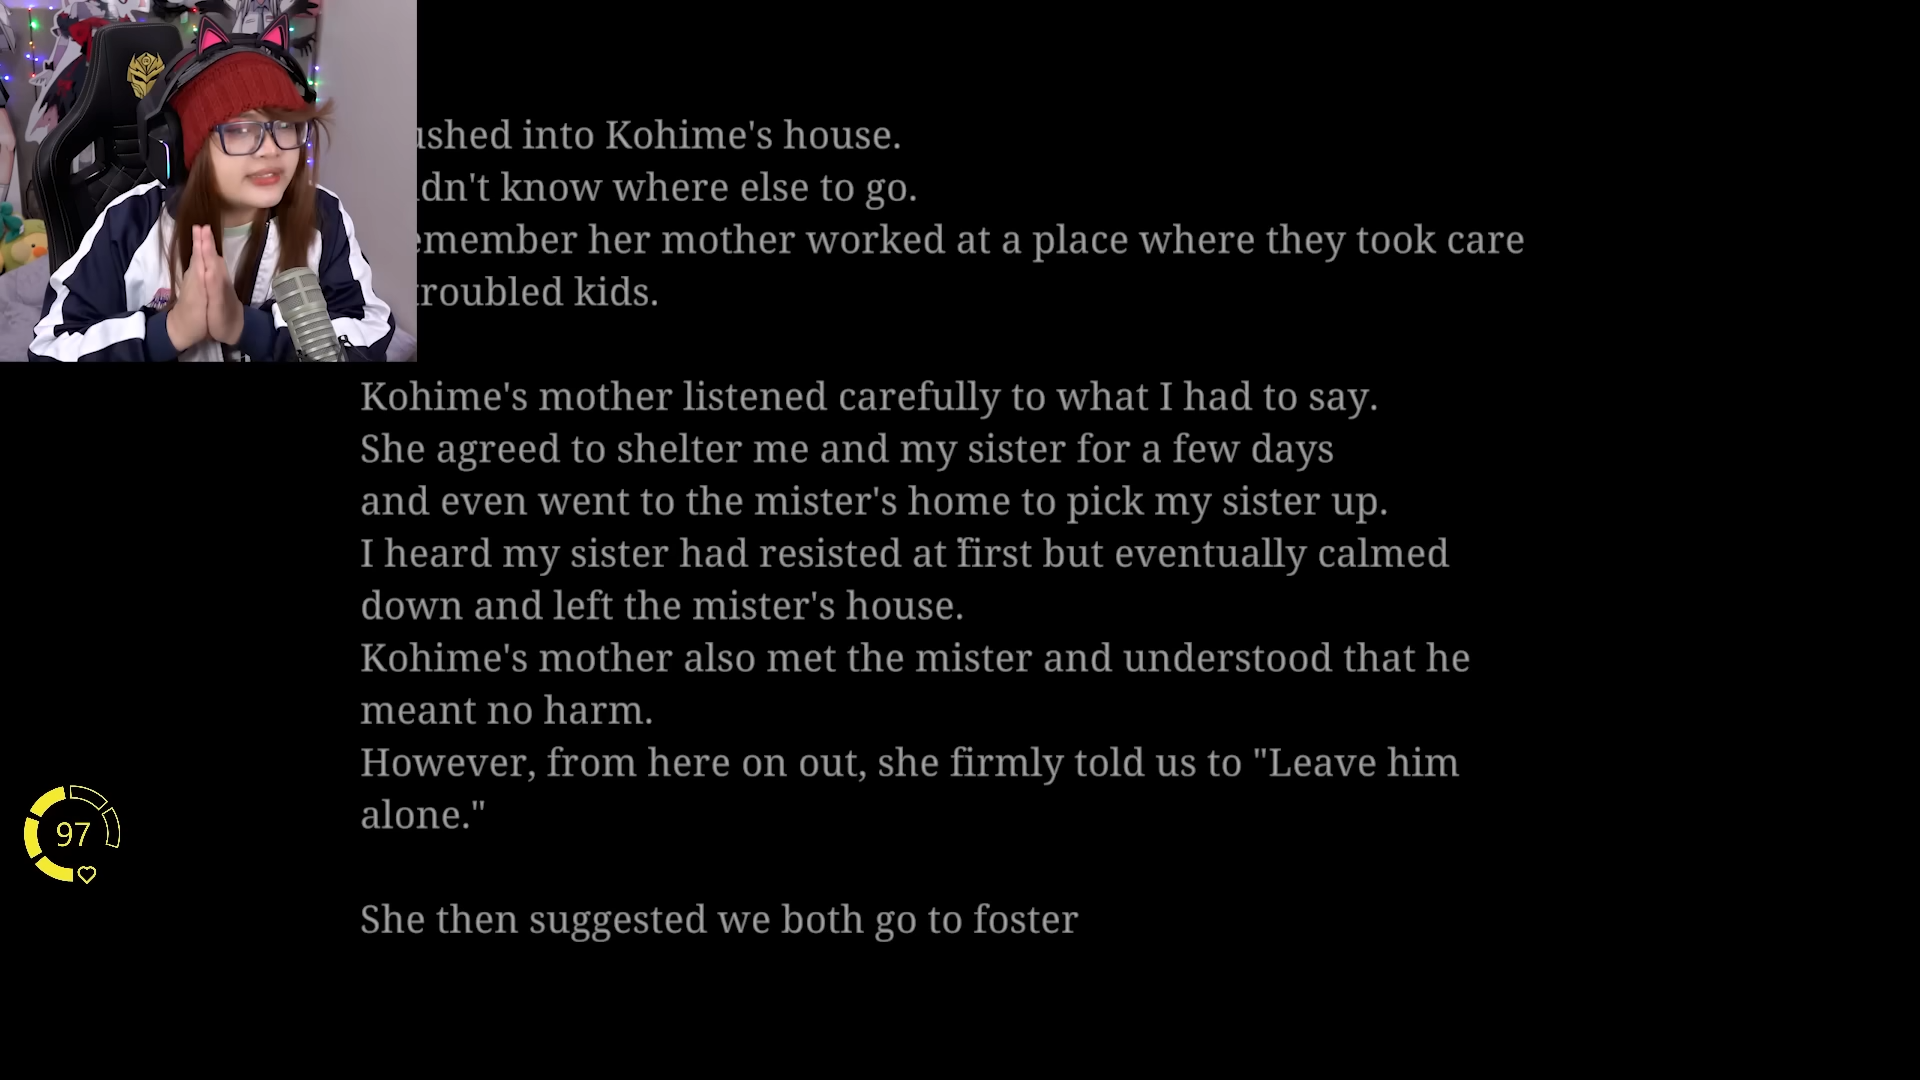 ushed into Kohime's house.
dn't know where else to go.
emember her mother worked at a place where they took care
troubled kids.
Kohime's mother listened carefully to what I had to say.
She agreed to shelter me and my sister for a few days
and even went to the mister's home to pick my sister up.
I heard my sister had resisted at first but eventually calmed
down and left the mister's house.
Kohime's mother also met the mister and understood that he
meant no harm.
However, from here on out, she firmly told us to "Leave him
alone."
97
She then suggested we both go to foster